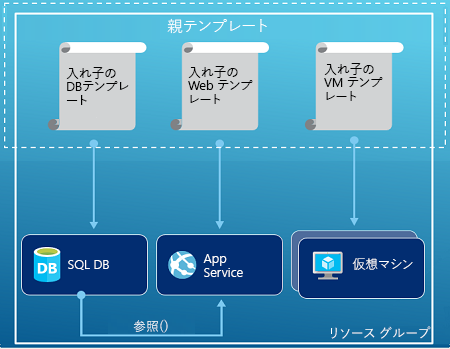 親テンプレート
入れ子の
DBテンプレ
ート
入れ子の
Web テンプ
レート
入れ子の
VM テンプ
レート
DB
SQL DB
App
Service
仮想マシン
参照()
リソース グループ